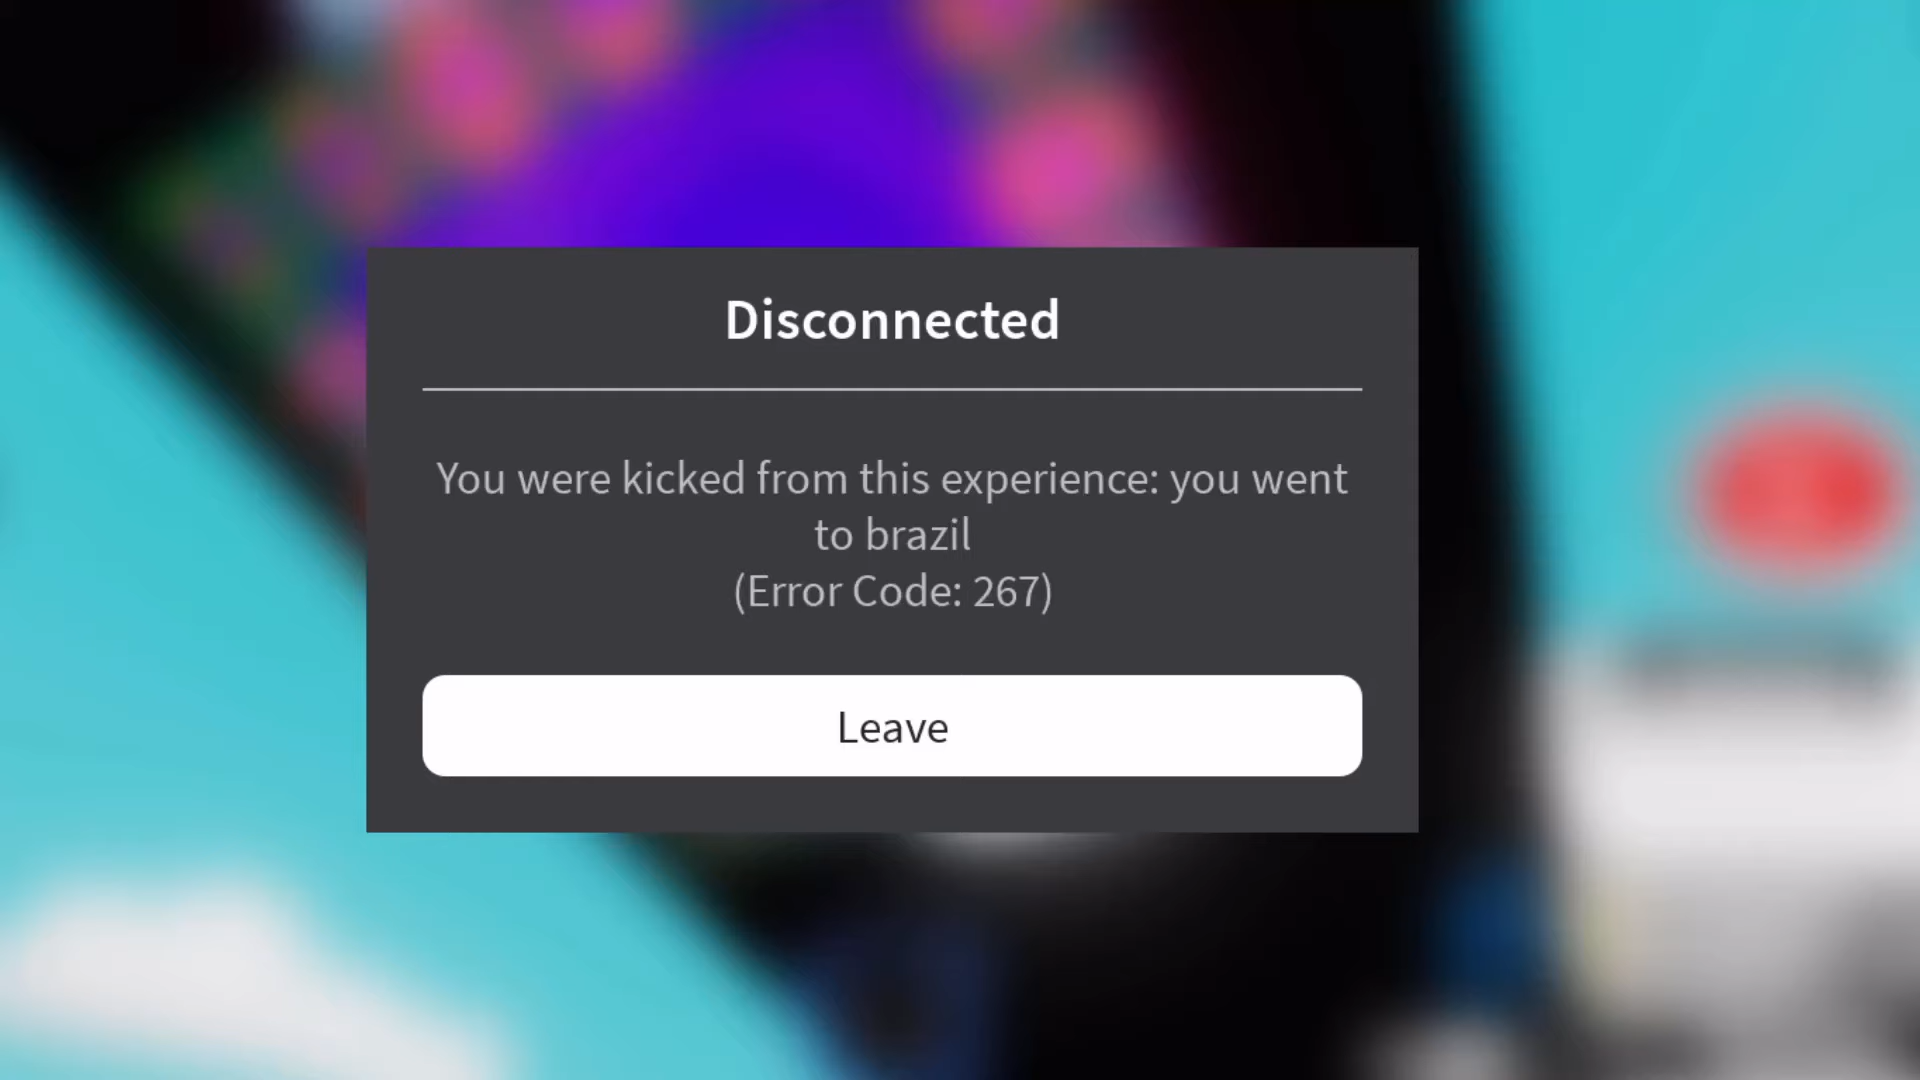 Disconnected
You were kicked from this experience: you went
to brazil
(Error Code: 267)
Leave